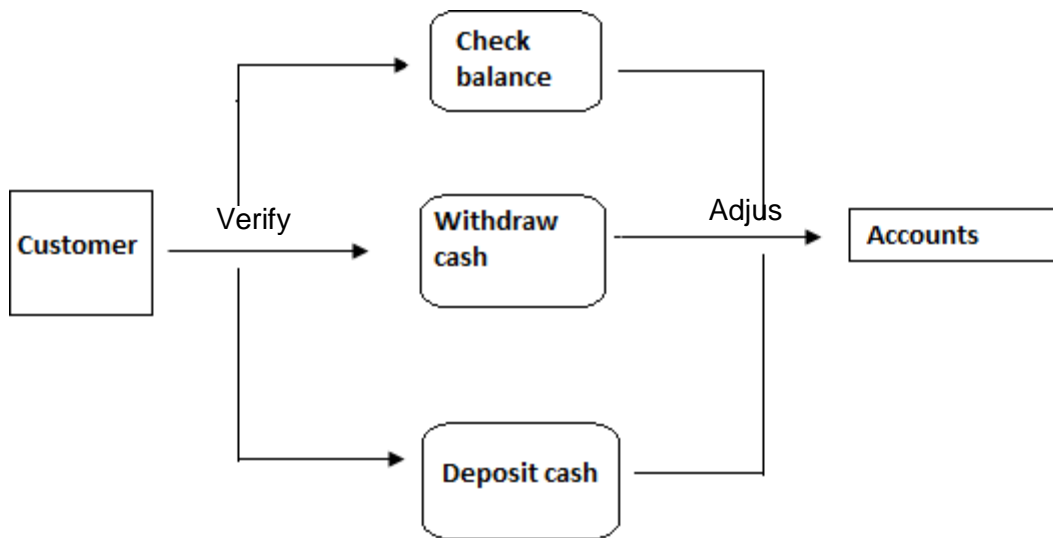 Check
balance
Customer
Verify
Withdraw
cash
Adjus
Accounts
Deposit cash